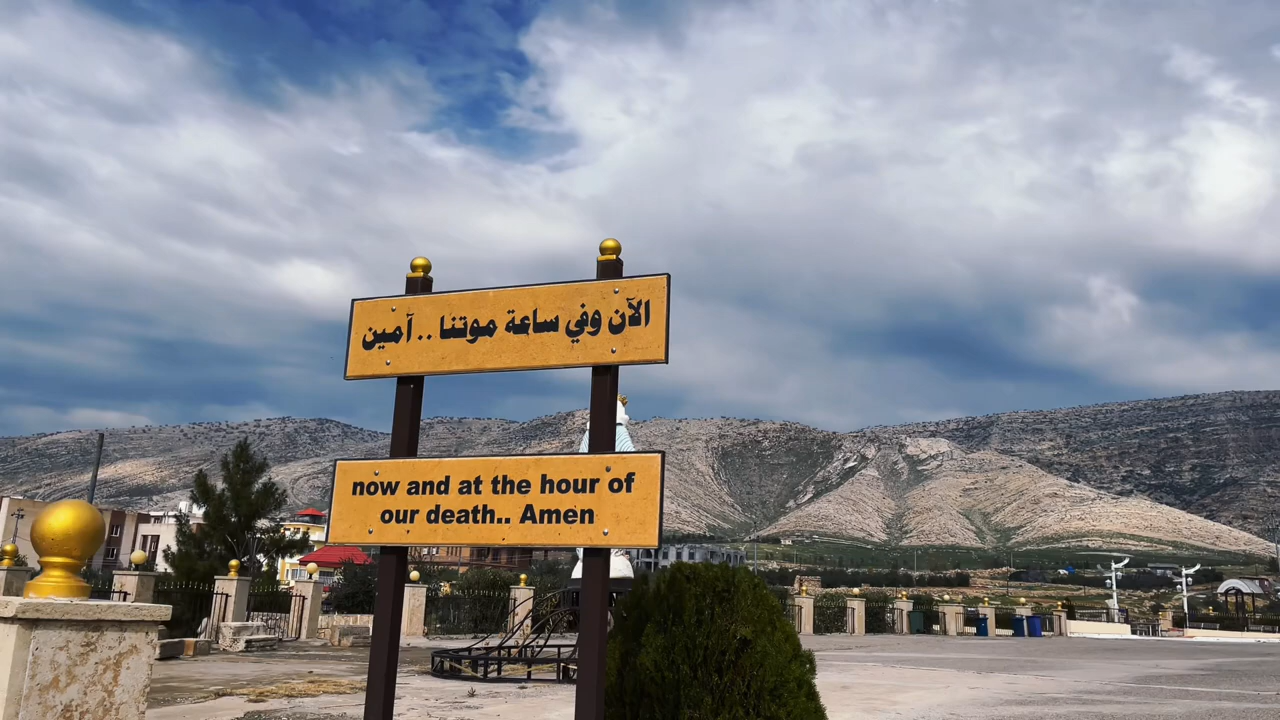 الآن وفي ساعة موتنا .. آمين
now and at the hour of
our death.. Amen